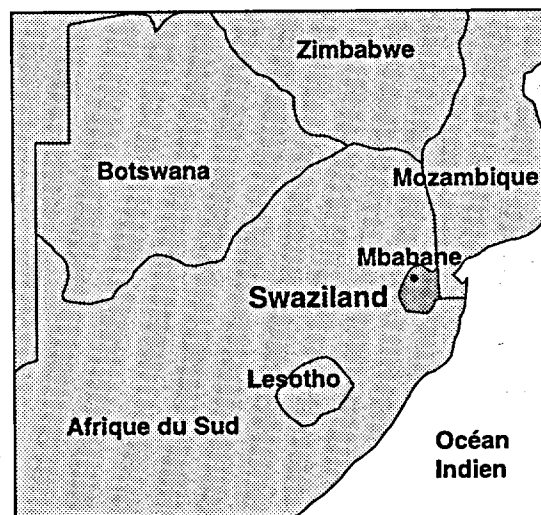 Zimbabwe
Botswana
Mozambique
Mbabane
Swaziland
Lesotho
Afrique du Sud
Océan
Indien